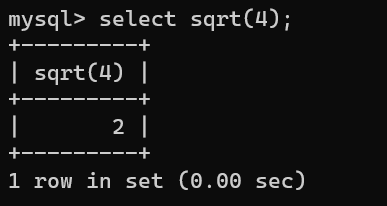 mysql> select sqrt(4);
+---------+
| sqrt(4) |
+---------+
|       2 |
+---------+
1 row in set (0.00 sec)